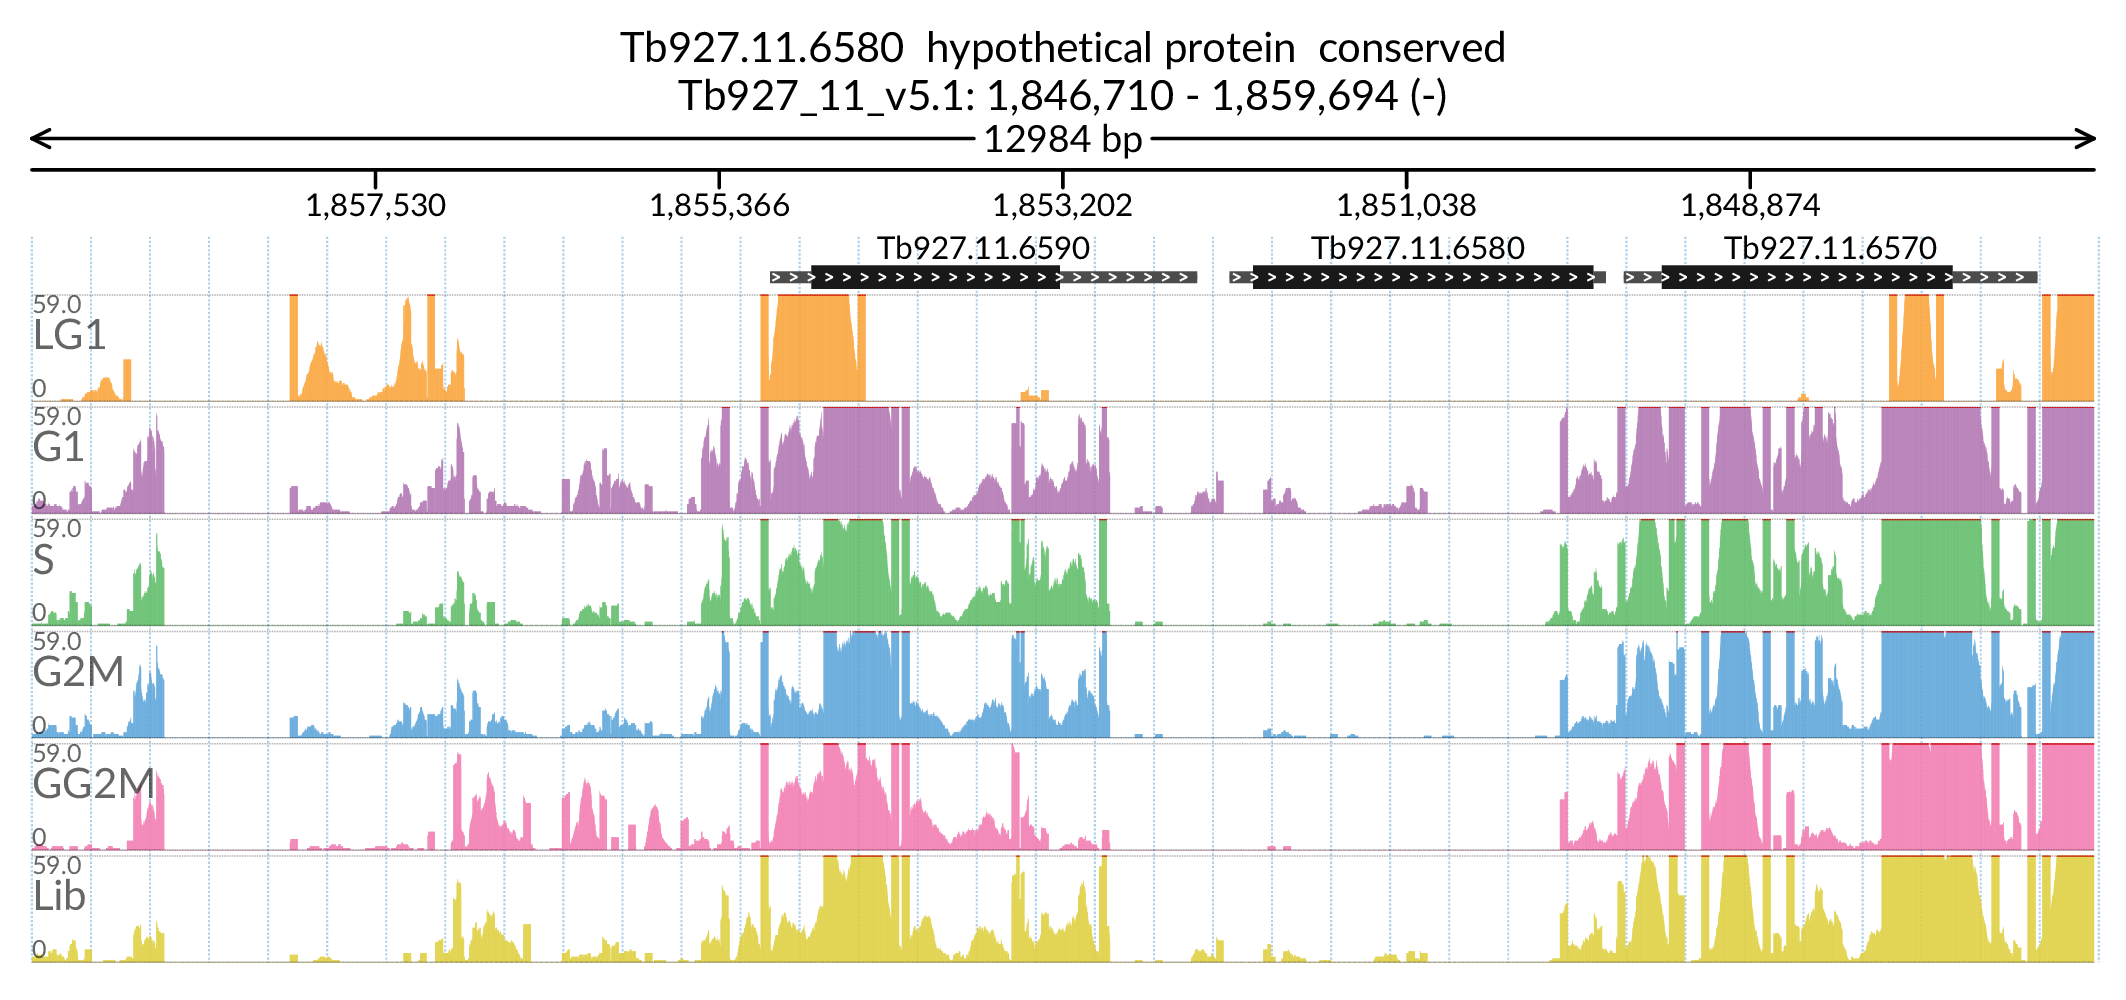 Tb927.11.6580  hypothetical protein  conserved
Tb927_11_v5.1: 1,846,710 - 1,859,694 (-)
12984 bp
1,857,530 1,855,366 1,853,202 1,851,038 1,848,874
Tb927.11.6590 Tb927.11.6580 Tb927.11.6570
59.0
LG1
0
59.0
G1
0
59.0
S
0
59.0
G2M
0
59.0
GG2M
0
59.0
Lib
0